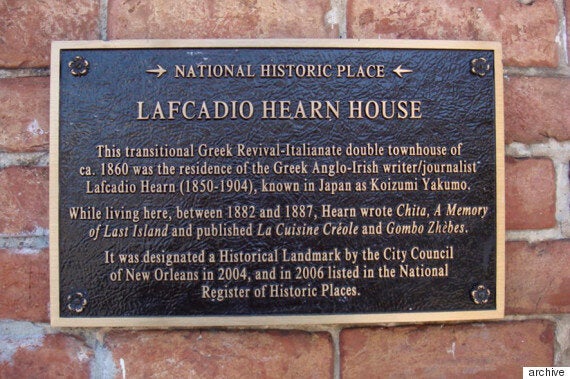 NATIONAL HISTORIC PLACE
LAFCADIO HEARN HOUSE
This transitional Greek Revival-Italianate double townhouse of
ca. 1860 was the residence of the Greek Anglo-Irish writer/journalist
Lafcadio Hearn (1850-1904), known in Japan as Koizumi Yakumo.
While living here, between 1882 and 1887, Hearn wrote Chita, A Memory
of Last Island and published La Cuisine Créole and Gombo Zhèbes.
It was designated a Historical Landmark by the City Council
of New Orleans in 2004, and in 2006 listed in the National
Register of Historic Places.
archive